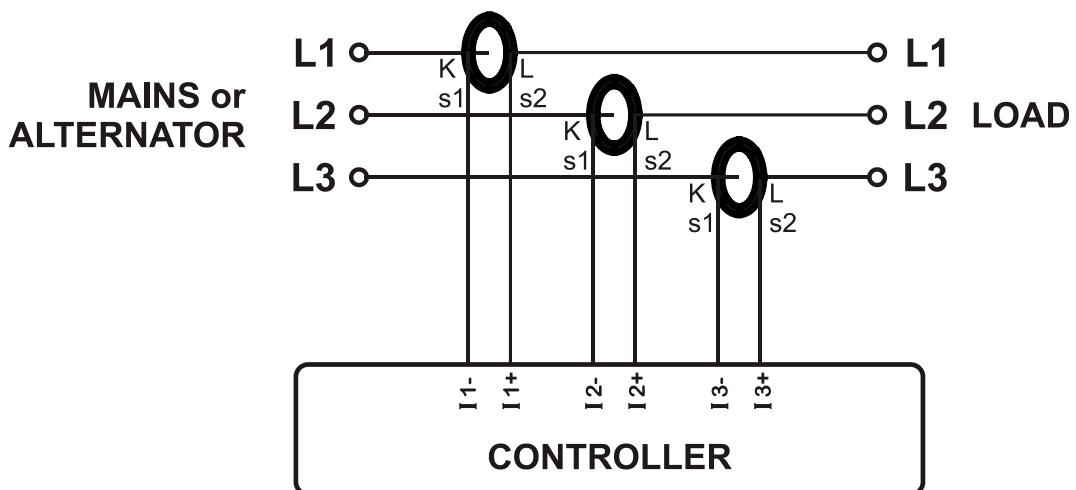 L1
K
L
s1
s2
L1
MAINS or
ALTERNATOR
L2
K
L
s1
s2
L2 LOAD
L3
K
L
s1
s2
L3
I1-
I1+
I2-
I2+
I3-
I3+
CONTROLLER